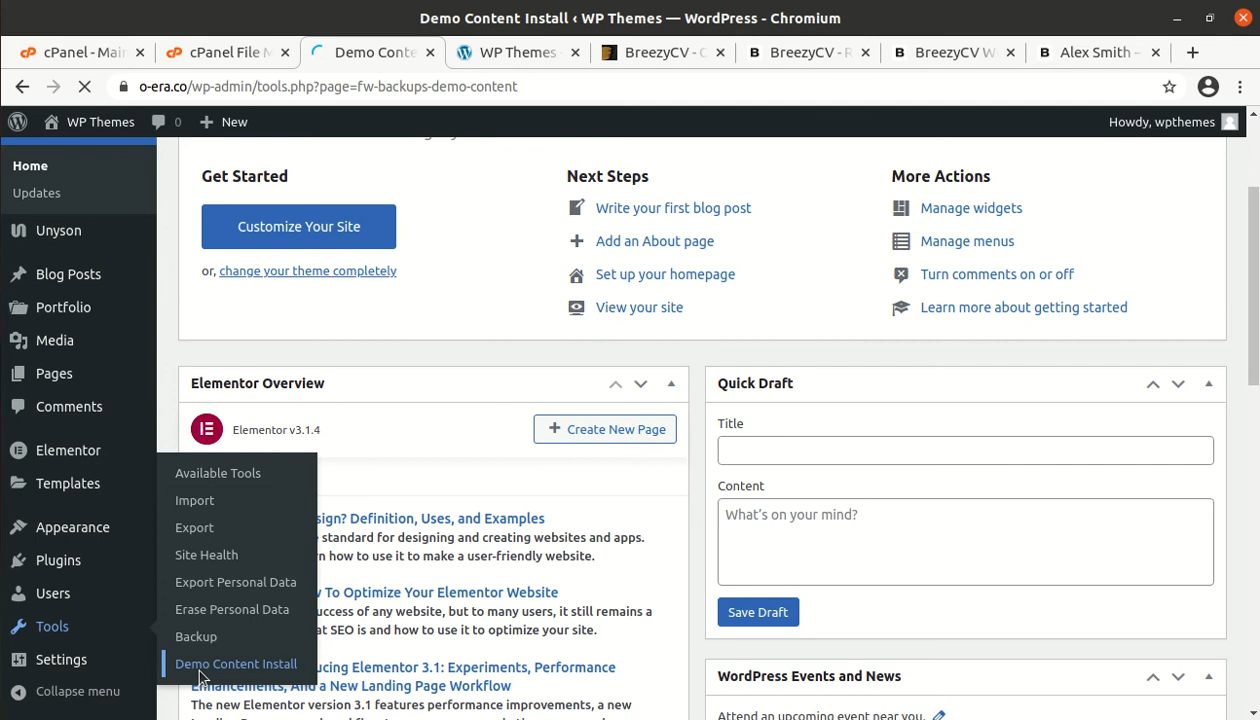 Demo Content Install ‹ WP Themes — WordPress - Chromium
cPanel - Main
cPanel File M
Demo Conte
WP Themes
BreezyCV - C
BreezyCV - R
BreezyCV W
Alex Smith –
o-era.co/wp-admin/tools.php?page=fw-backups-demo-content
WP Themes
0
New
Howdy, wpthemes
Home
Updates
Unyson
Blog Posts
Portfolio
Media
Pages
Comments
Elementor
Templates
Appearance
Plugins
Users
Tools
Settings
Collapse menu
Available Tools
Import
Export
Site Health
Export Personal Data
Erase Personal Data
Backup
Demo Content Install
Get Started
Customize Your Site
or, change your theme completely
Next Steps
Write your first blog post
Add an About page
Set up your homepage
View your site
More Actions
Manage widgets
Manage menus
Turn comments on or off
Learn more about getting started
Elementor Overview
Elementor v3.1.4
Create New Page
sign? Definition, Uses, and Examples
standard for designing and creating websites and apps.
n how to use it to make a user-friendly website.
To Optimize Your Elementor Website
uccess of any website, but to many users, it still remains a
at SEO is and how to use it to optimize your site.
ucing Elementor 3.1: Experiments, Performance
Enhancements, And a New Landing Page Workflow
The new Elementor version 3.1 features performance improvements, a new
Quick Draft
Title
Content
What's on your mind?
Save Draft
WordPress Events and News
Attend an upcoming event near you.